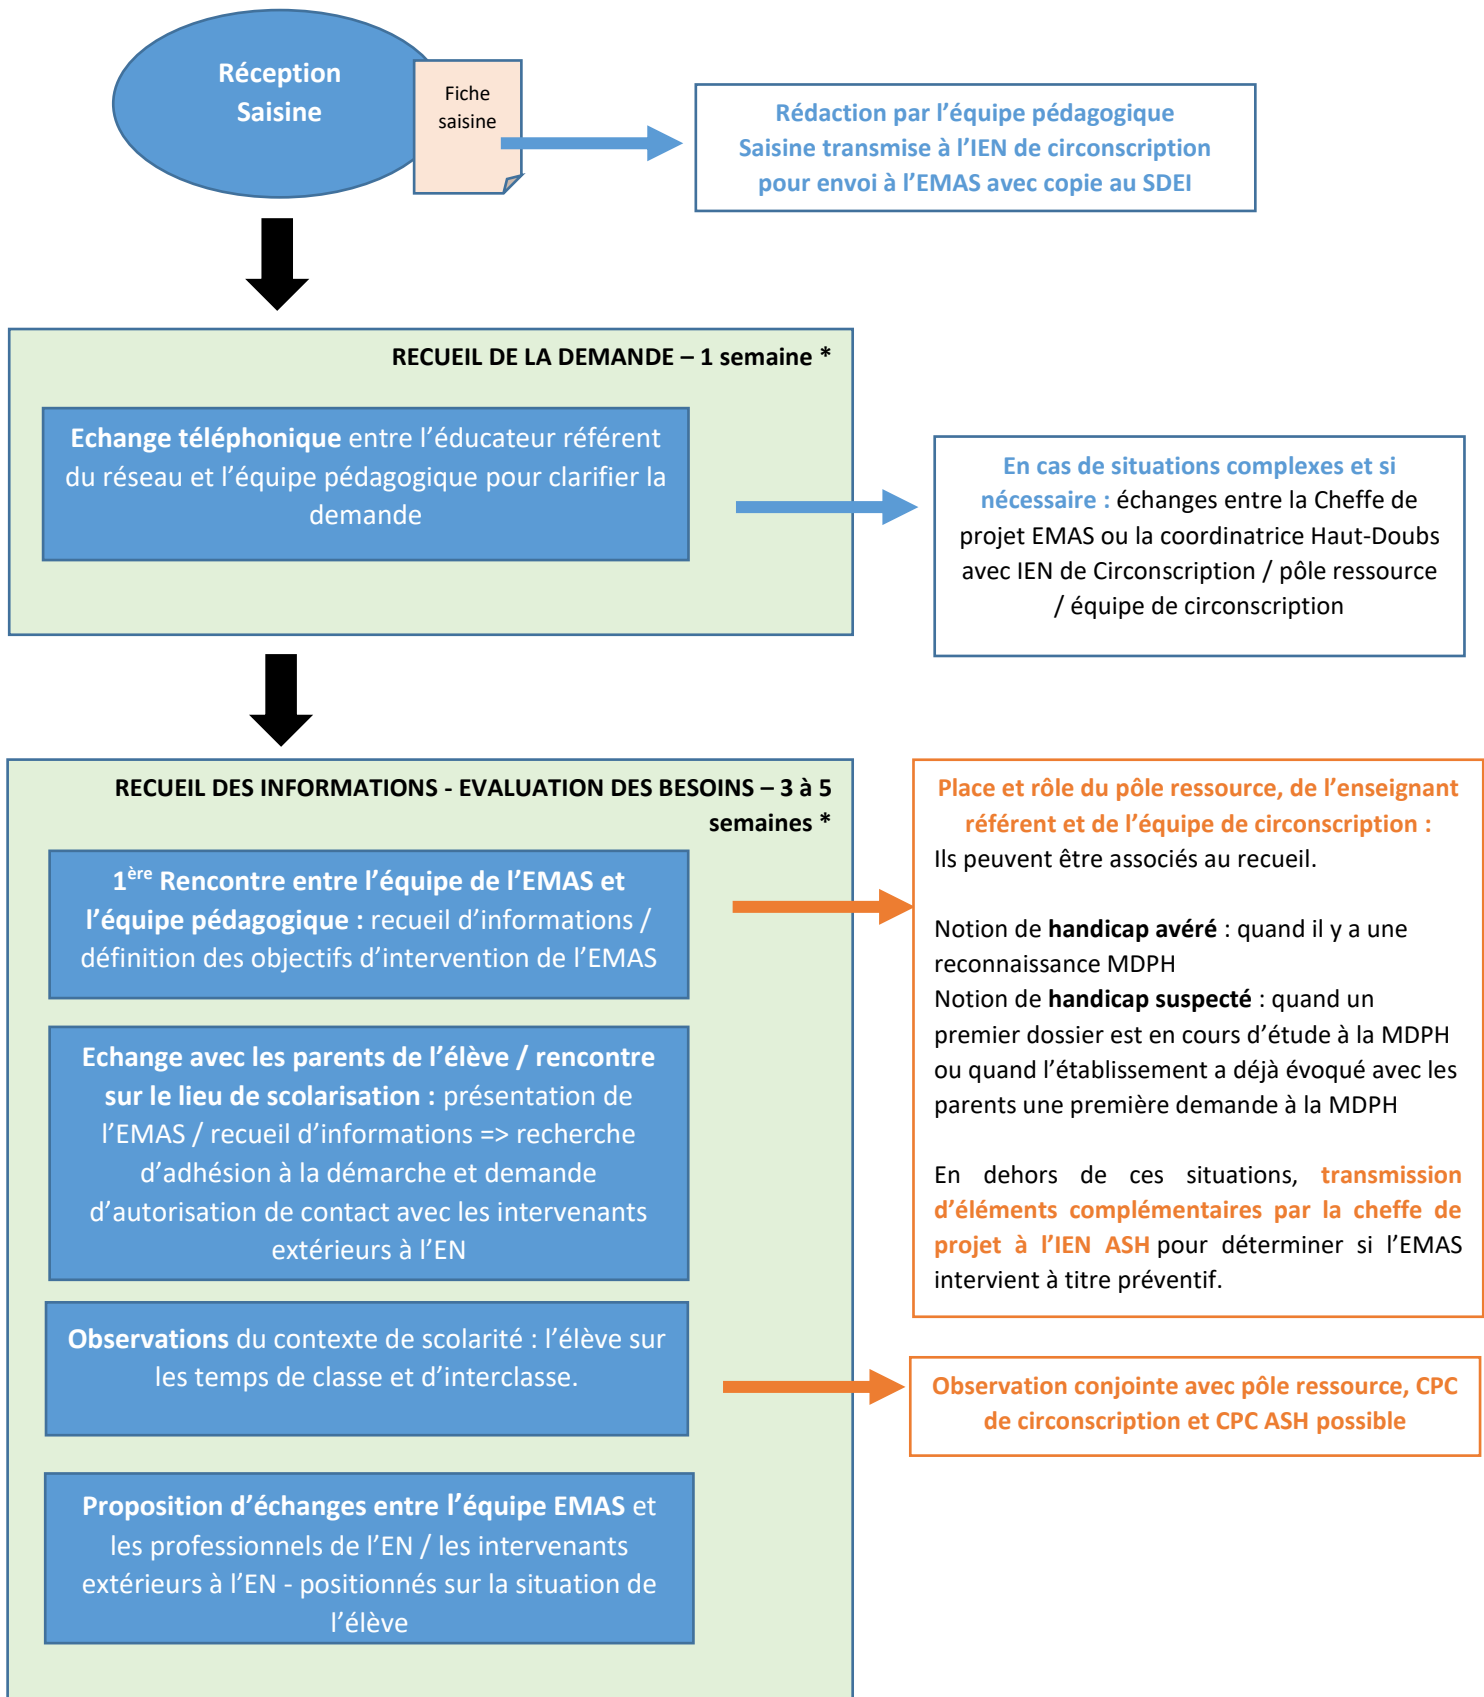 Réception
Saisine
Fiche
saisine
Rédaction par l’équipe pédagogique
Saisine transmise à l’IEN de circonscription
pour envoi à l’EMAS avec copie au SDEI
RECUEIL DE LA DEMANDE – 1 semaine *
Echange téléphonique entre l’éducateur référent
du réseau et l’équipe pédagogique pour clarifier la
demande
En cas de situations complexes et si
nécessaire : échanges entre la Cheffe de
projet EMAS ou la coordinatrice Haut-Doubs
avec IEN de Circonscription / pôle ressource
/ équipe de circonscription
RECUEIL DES INFORMATIONS - EVALUATION DES BESOINS – 3 à 5
semaines *
1ère Rencontre entre l’équipe de l’EMAS et
l’équipe pédagogique : recueil d’informations /
définition des objectifs d’intervention de l’EMAS
Echange avec les parents de l’élève / rencontre
sur le lieu de scolarisation : présentation de
l’EMAS / recueil d’informations => recherche
d’adhésion à la démarche et demande
d’autorisation de contact avec les intervenants
extérieurs à l’EN
Observations du contexte de scolarité : l’élève sur
les temps de classe et d’interclasse.
Proposition d’échanges entre l’équipe EMAS et
les professionnels de l’EN / les intervenants
extérieurs à l’EN - positionnés sur la situation de
l’élève
Place et rôle du pôle ressource, de l’enseignant
référent et de l’équipe de circonscription :
Ils peuvent être associés au recueil.
Notion de handicap avéré : quand il y a une
reconnaissance MDPH
Notion de handicap suspecté : quand un
premier dossier est en cours d’étude à la MDPH
ou quand l’établissement a déjà évoqué avec les
parents une première demande à la MDPH
En dehors de ces situations, transmission
d’éléments complémentaires par la cheffe de
projet à l’IEN ASH pour déterminer si l’EMAS
intervient à titre préventif.
Observation conjointe avec pôle ressource, CPC
de circonscription et CPC ASH possible